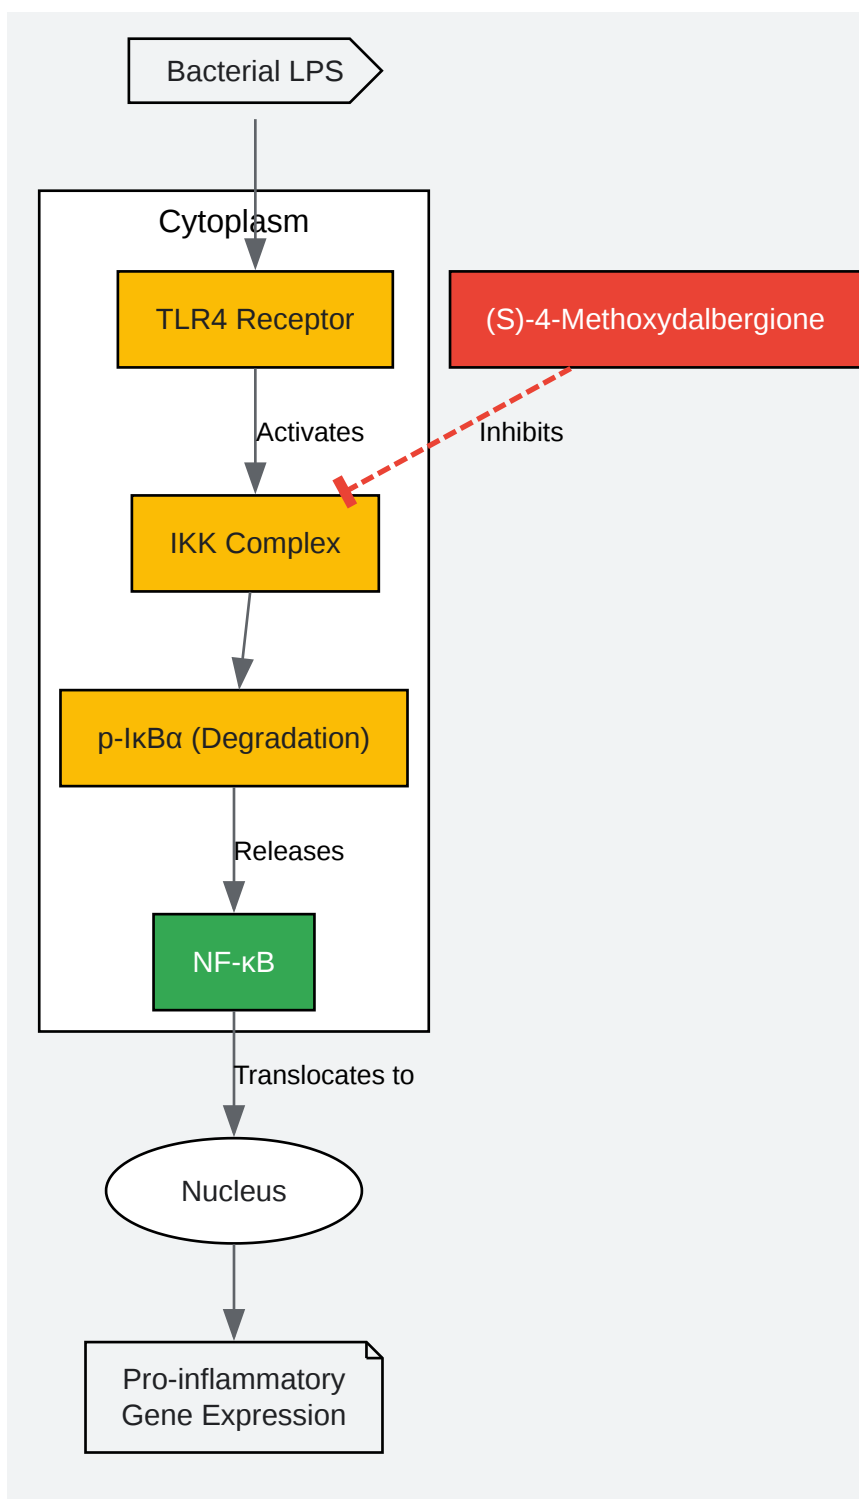 Bacterial LPS
Cytoplasm
TLR4 Receptor
(S)-4-Methoxydalbergione
Activates
Inhibits
IKK Complex
p-IκBα (Degradation)
Releases
NF-κB
Translocates to
Nucleus
Pro-inflammatory
Gene Expression